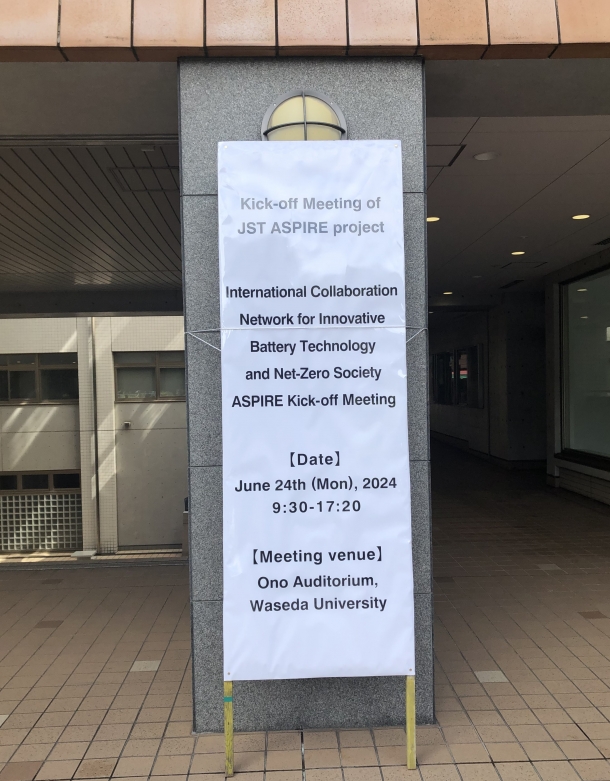 Kick-off Meeting of
JST ASPIRE project
International Collaboration
Network for Innovative
Battery Technology
and Net-Zero Society
ASPIRE Kick-off Meeting
【Date】
June 24th (Mon), 2024
9:30-17:20
【Meeting venue】
Ono Auditorium,
Waseda University